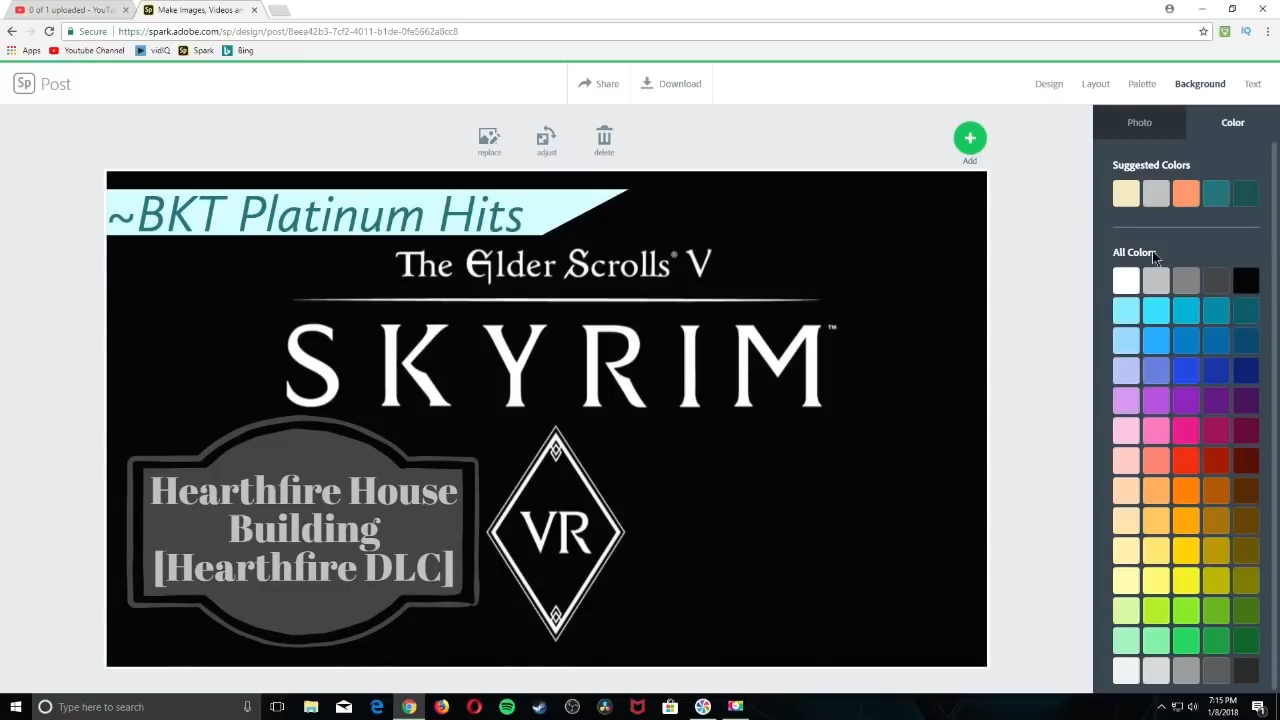 0 of 1 uploaded - YouTu
Make Images, Videos an
Secure
https://spark.adobe.com/sp/design/post/8eea42b3-7cf2-4011-b1de-0fe5662a8cc8
Apps
Youtube Channel
vidIQ
Spark
Bing
Sp Post
Share
Download
Design
Layout
Palette
Background
Text
replace
adjust
delete
Add
Photo
Color
Suggested Colors
All Colors
~BKT Platinum Hits
The Elder Scrolls® V
SKYRIM™
VR
Hearthfire House
Building
[Hearthfire DLC]
Type here to search
7:15 PM
1/8/2018